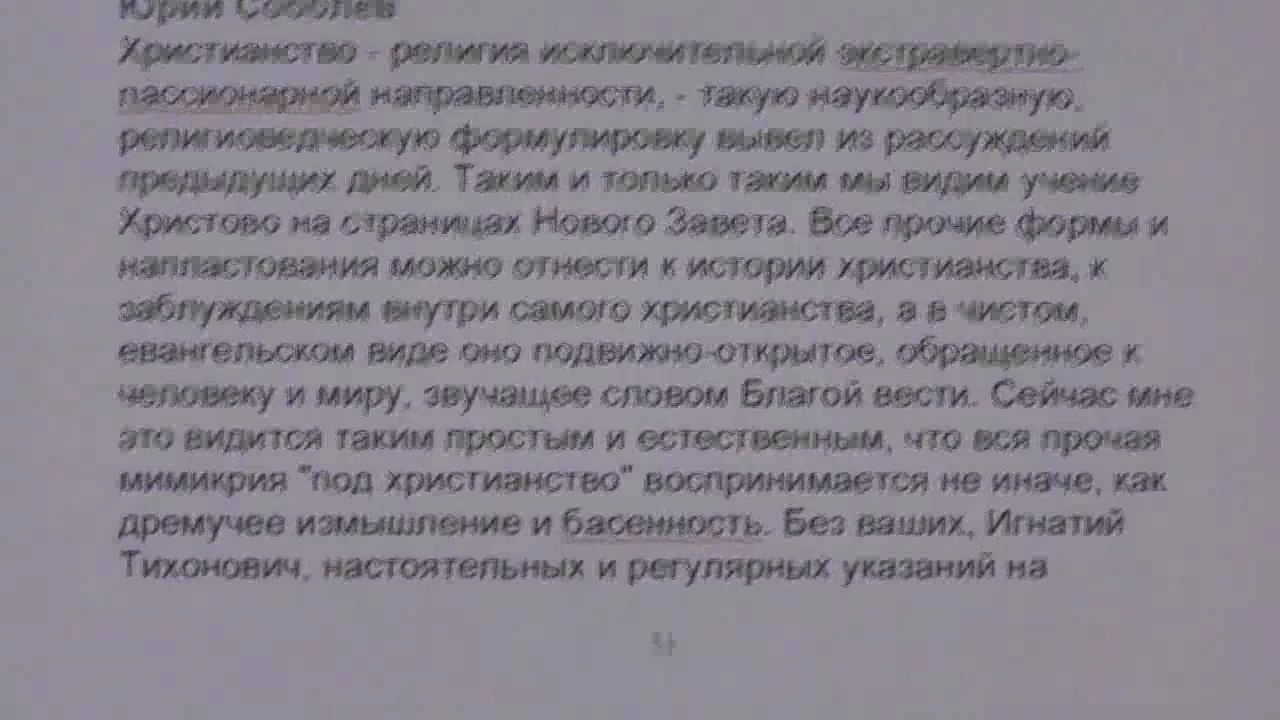 Юрий Соболев
Христианство - религия исключительной экстравертно-
пассионарной направленности, - такую наукообразную,
религиоведческую формулировку вывел из рассуждений
предыдущих дней. Таким и только таким мы видим учение
Христово на страницах Нового Завета. Все прочие формы и
напластования можно отнести к истории христианства, к
заблуждениям внутри самого христианства, а в чистом,
евангельском виде оно подвижно-открытое, обращенное к
человеку и миру, звучащее словом Благой вести. Сейчас мне
это видится таким простым и естественным, что вся прочая
мимикрия "под христианство" воспринимается не иначе, как
дремучее измышление и басенность. Без ваших, Игнатий
Тихонович, настоятельных и регулярных указаний на